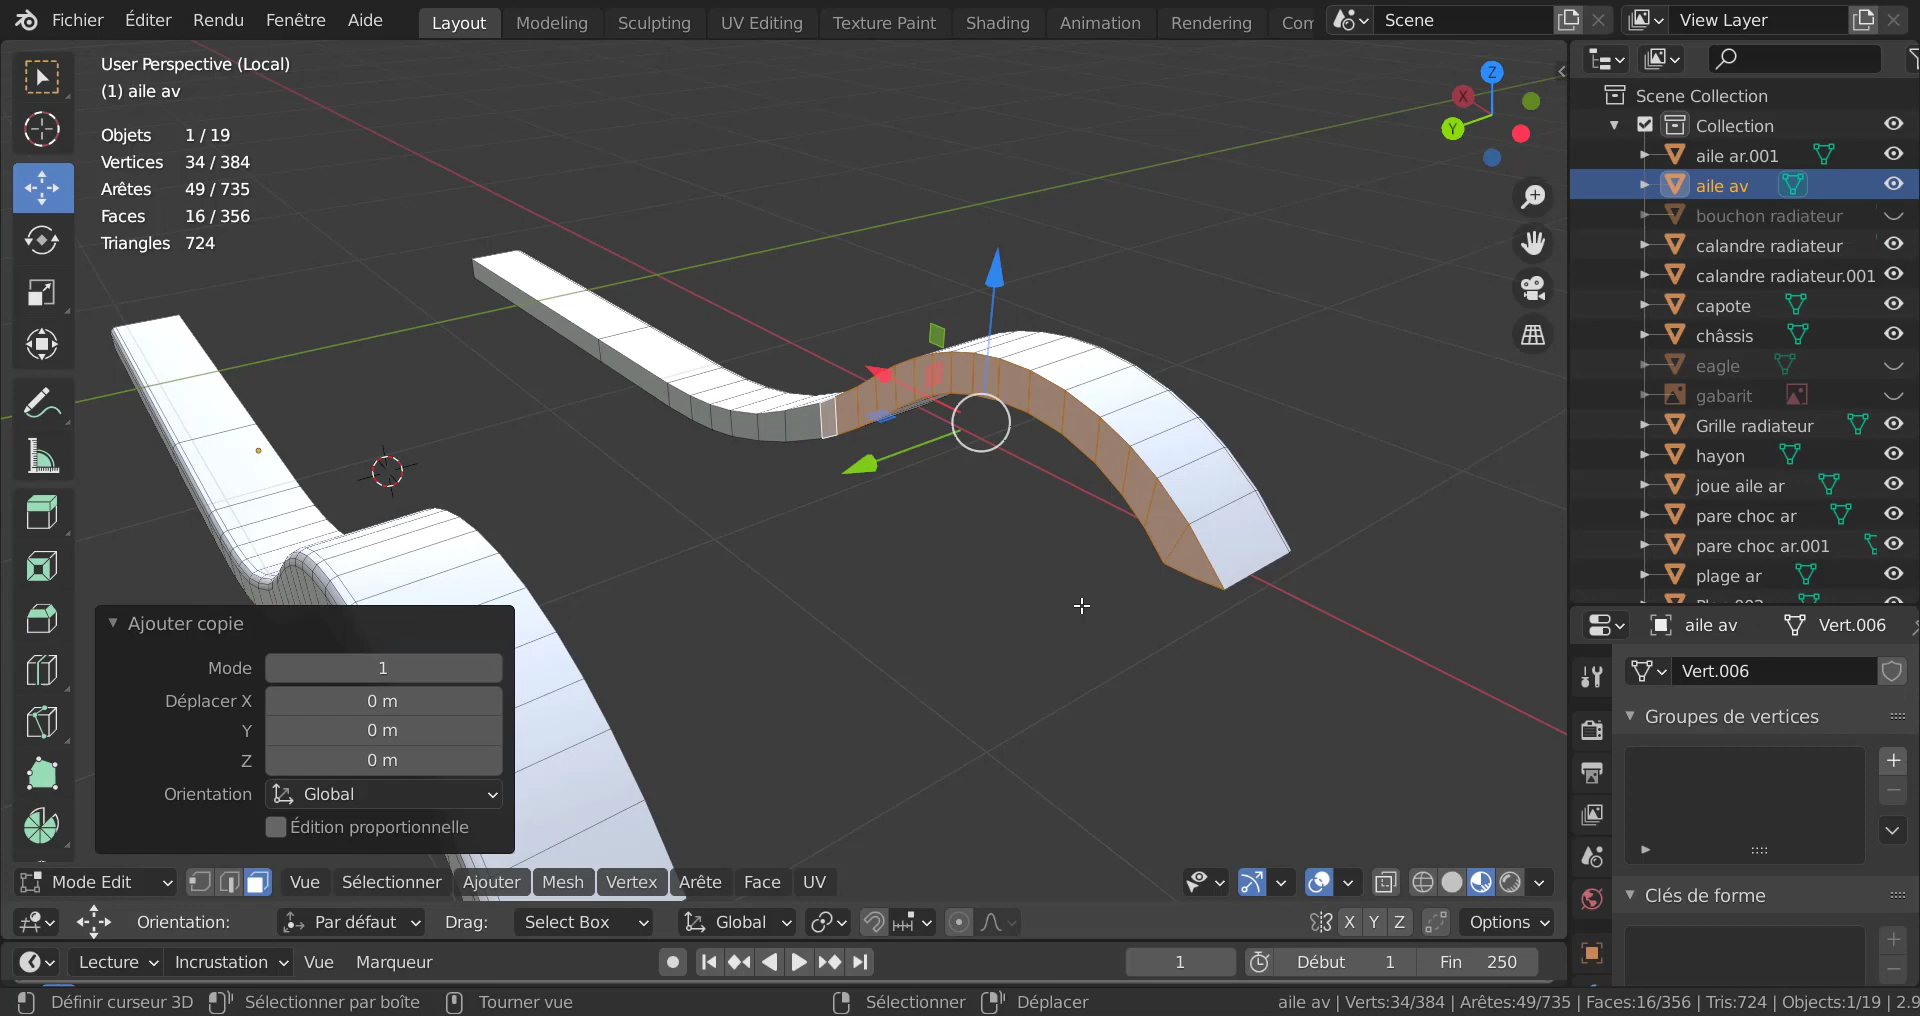 Fichier Éditer Rendu Fenêtre Aide Layout Modeling Sculpting UV Editing Texture Paint Shading Animation Rendering Com Scene View Layer
User Perspective (Local)
(1) aile av
Objets 1 / 19
Vertices 34 / 384
Arêtes 49 / 735
Faces 16 / 356
Triangles 724
Z
X
Y
Scene Collection
Collection
aile ar.001
aile av
bouchon radiateur
calandre radiateur
calandre radiateur.001
capote
châssis
eagle
gabarit
Grille radiateur
hayon
joue aile ar
pare choc ar
pare choc ar.001
plage ar
aile av Vert.006
Vert.006
Groupes de vertices
Clés de forme
Ajouter copie
Mode 1
Déplacer X 0 m
Y 0 m
Z 0 m
Orientation Global
Édition proportionnelle
Mode Edit Vue Sélectionner Ajouter Mesh Vertex Arête Face UV
Orientation: Par défaut Drag: Select Box Global X Y Z Options
Lecture Incrustation Vue Marqueur 1 Début 1 Fin 250
Définir curseur 3D Sélectionner par boîte Tourner vue Sélectionner Déplacer aile av | Verts:34/384 | Arêtes:49/735 | Faces:16/356 | Tris:724 | Objects:1/19 | 2.9